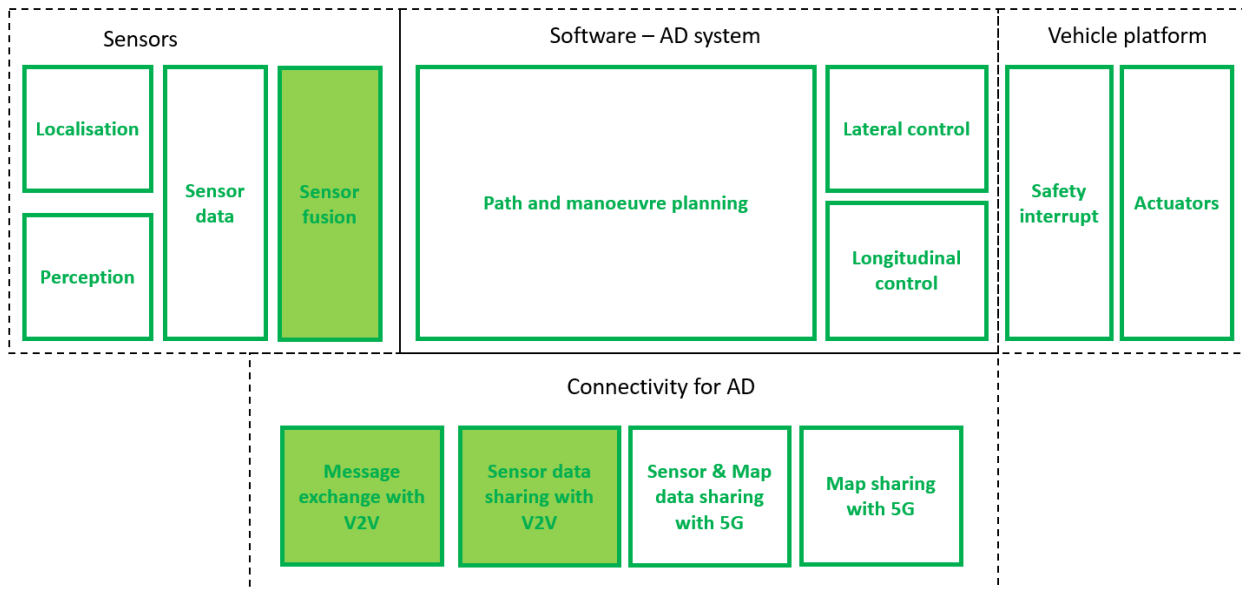 Sensors
Software – AD system
Vehicle platform
Localisation
Perception
Sensor
data
Sensor
fusion
Path and manoeuvre planning
Lateral control
Longitudinal
control
Safety
interrupt
Actuators
Connectivity for AD
Message
exchange with
V2V
Sensor data
sharing with
V2V
Sensor & Map
data sharing
with 5G
Map sharing
with 5G